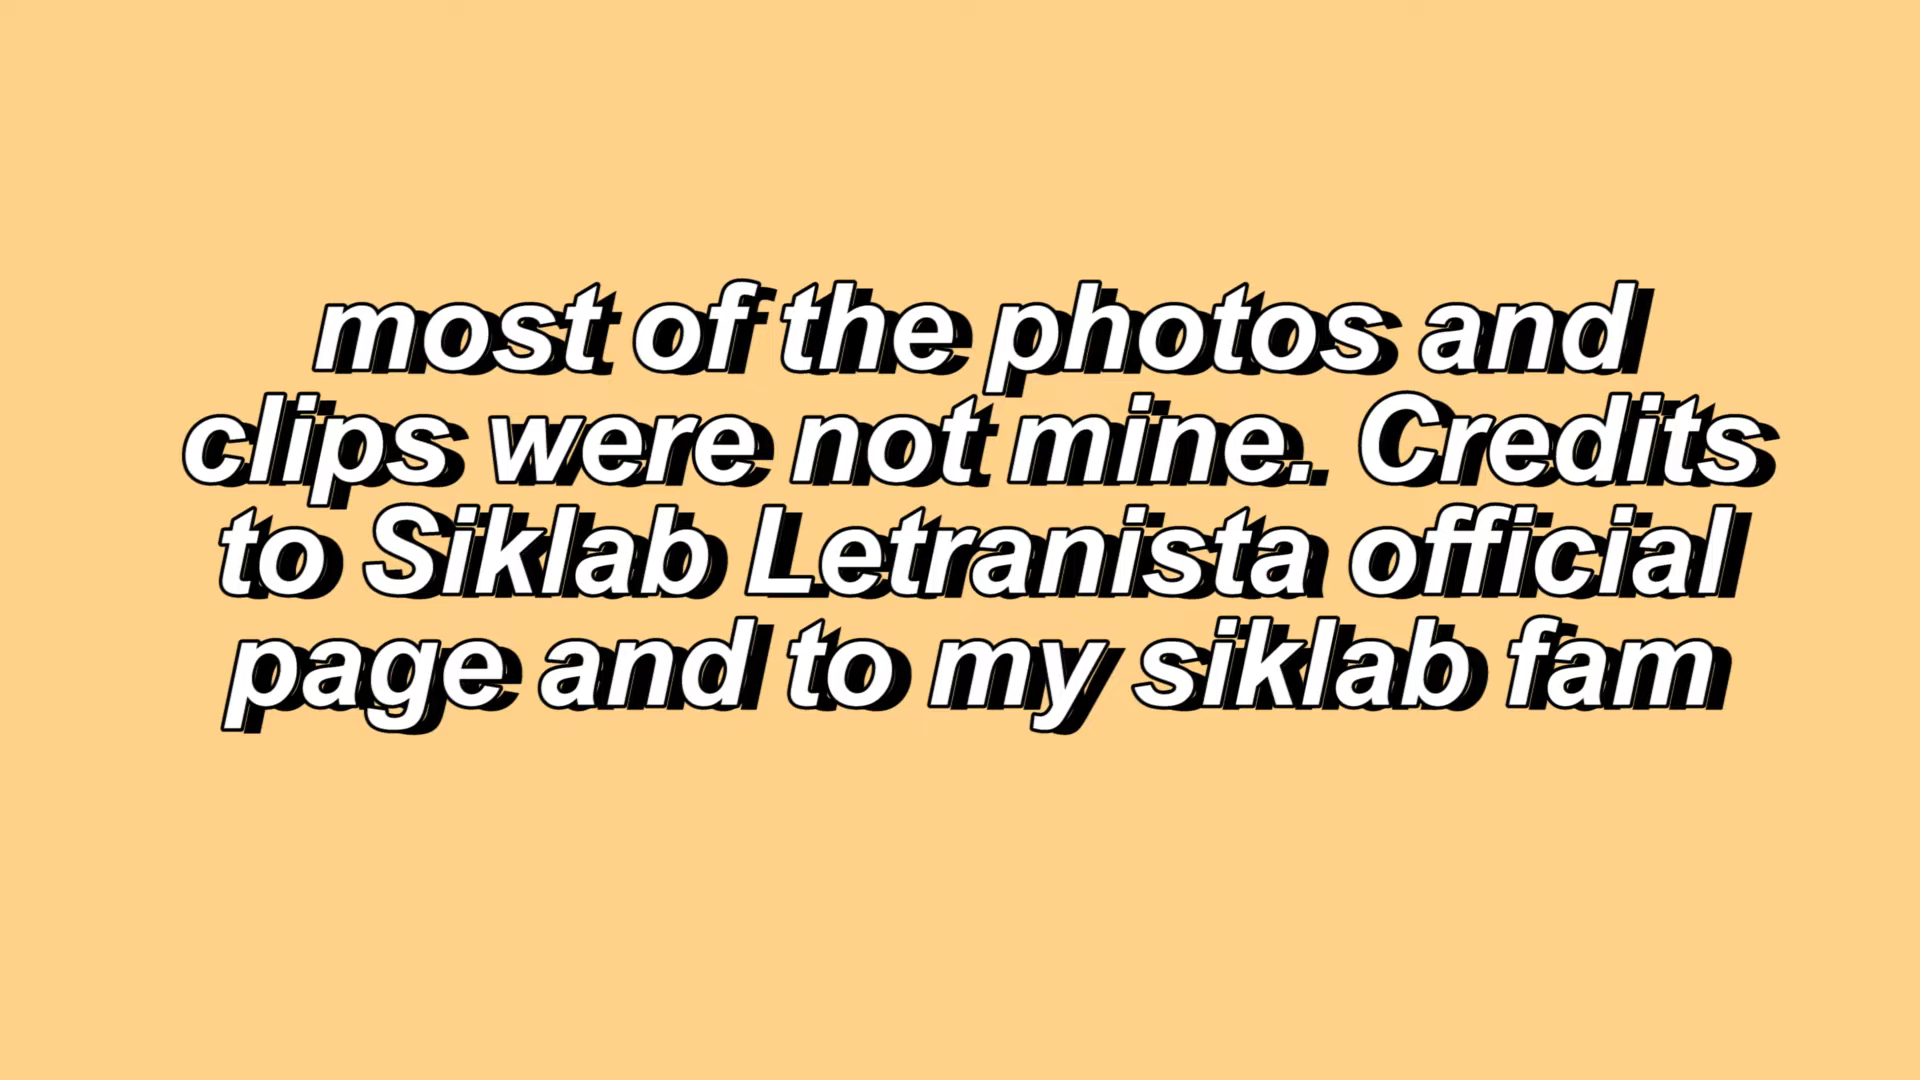 most of the photos and
clips were not mine. Credits
to Siklab Letranista official
page and to my siklab fam